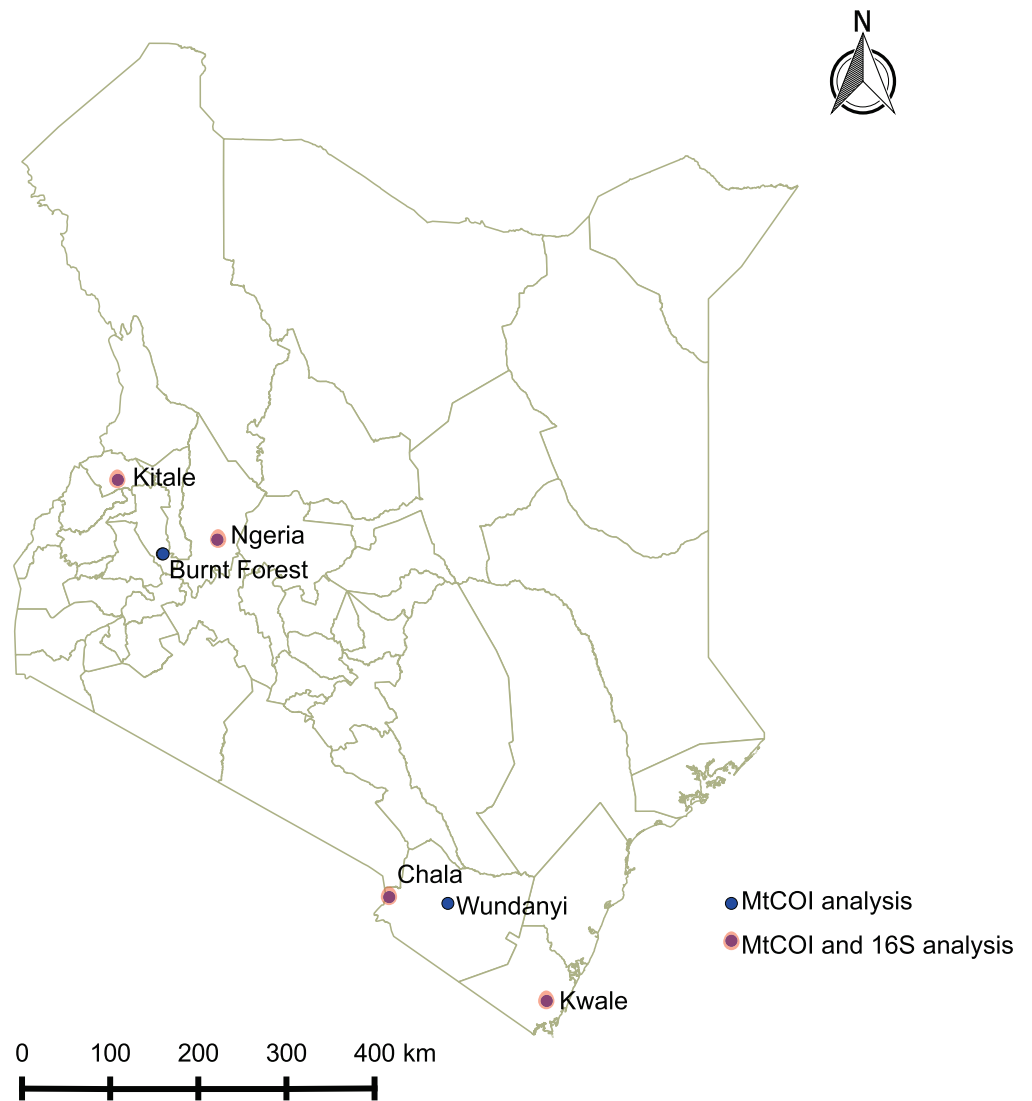 N
Kitale
Ngeria
Burnt Forest
Chala
Wundanyi
MtCOI analysis
MtCOI and 16S analysis
Kwale
0 100 200 300 400 km